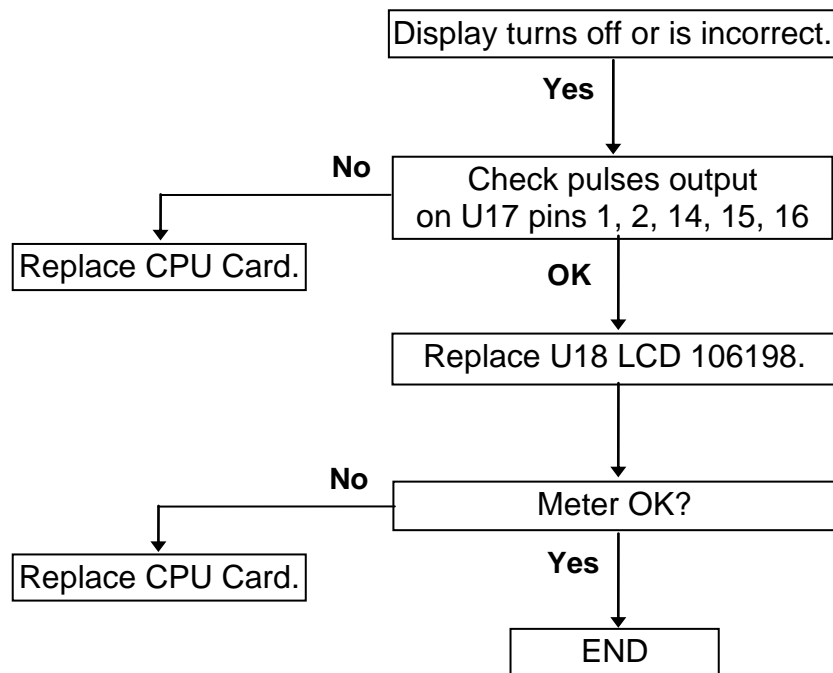 Display turns off or is incorrect.
Yes
No
Check pulses output
on U17 pins 1, 2, 14, 15, 16
Replace CPU Card.
OK
Replace U18 LCD 106198.
No
Meter OK?
Replace CPU Card.
Yes
END